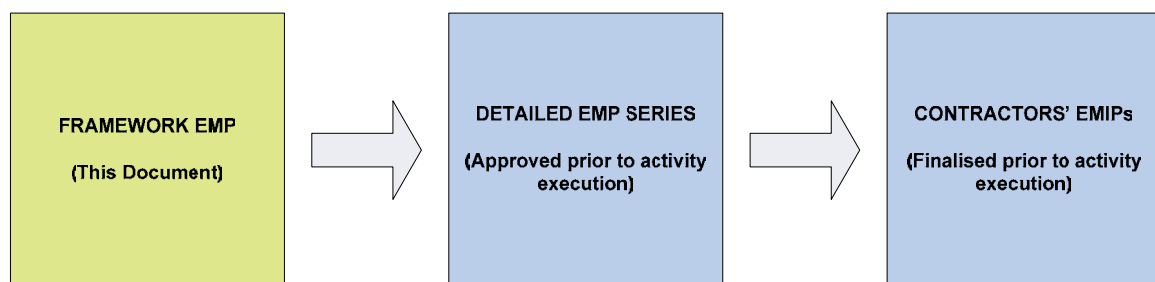 FRAMEWORK EMP
(This Document)
DETAILED EMP SERIES
(Approved prior to activity
execution)
CONTRACTORS’ EMIPs
(Finalised prior to activity
execution)